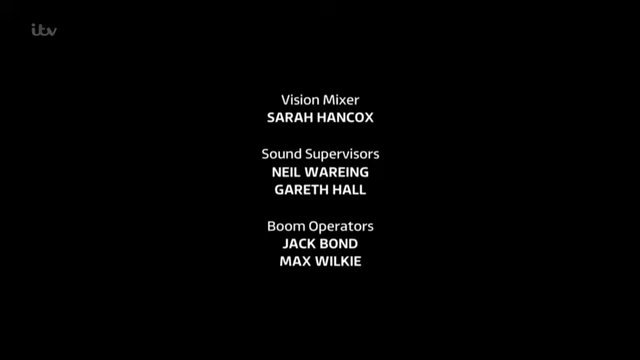 itv
Vision Mixer
SARAH HANCOX
Sound Supervisors
NEIL WAREING
GARETH HALL
Boom Operators
JACK BOND
MAX WILKIE